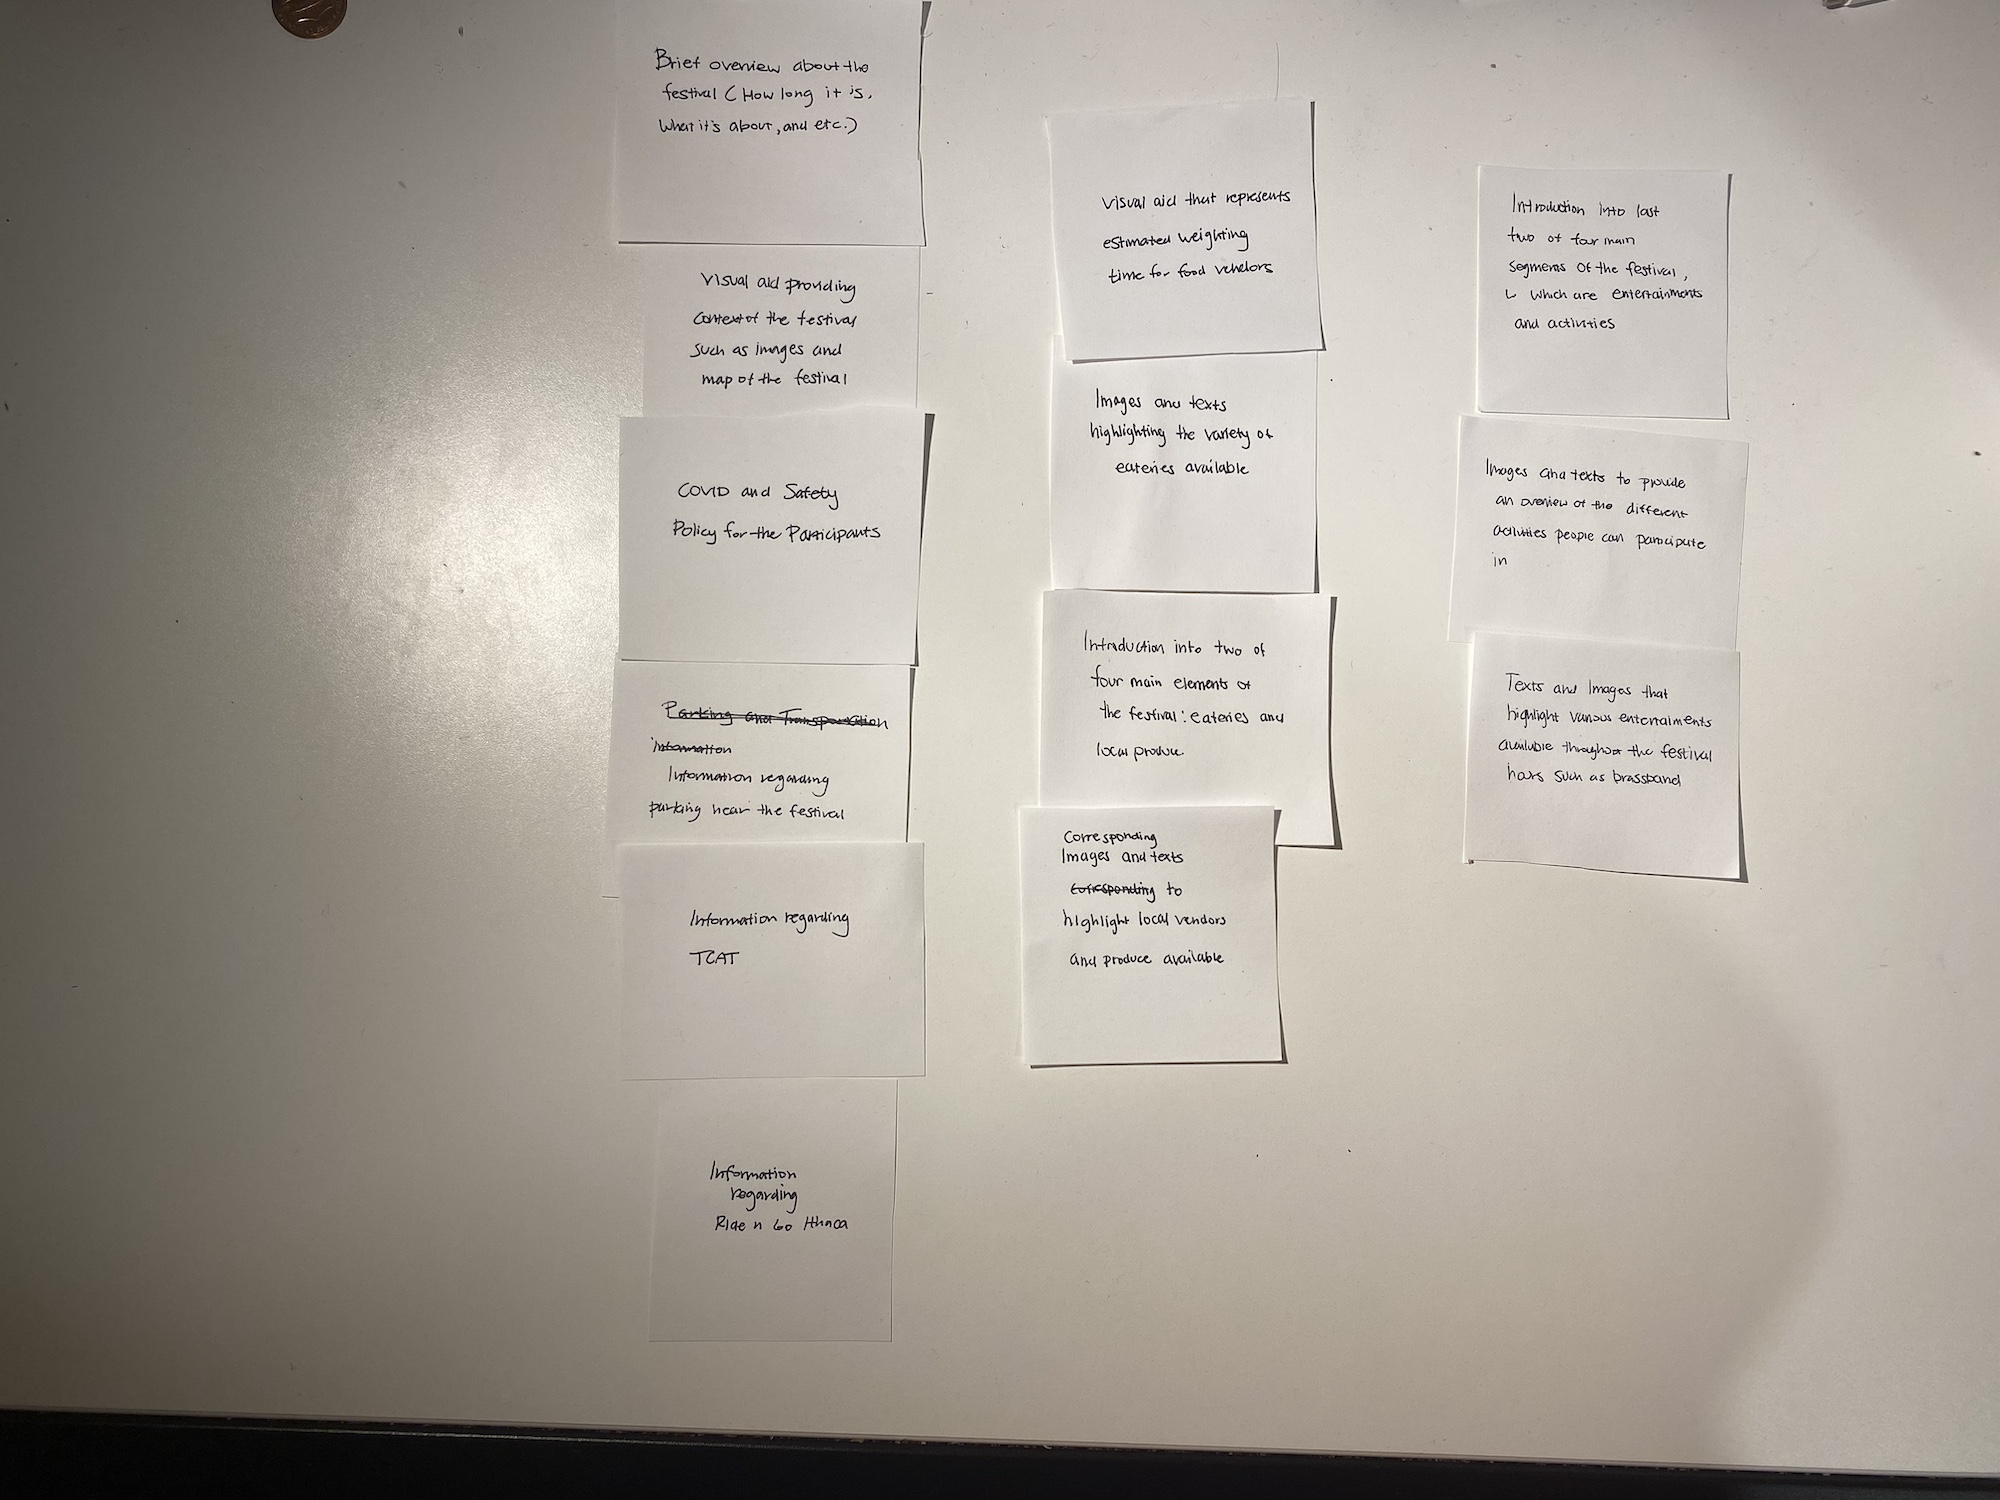 Brief overview about the
festival (How long it is,
What it's about, and etc.)
Visual aid providing
context of the festival
such as images and
map of the festival
COVID and Safety
Policy for the Participants
Parking and Transportation
information
Information regarding
parking near the festival
Information regarding
TCAT
Information
regarding
Ride n Go Ithaca
Visual aid that represents
estimated weighting
time for food vendors
Images and texts
highlighting the variety of
eateries available
Introduction into two of
four main elements of
the festival: eateries and
local produce
Corresponding
Images and texts
corresponding to
highlight local vendors
and produce available
Introduction into last
two of four main
segments of the festival,
↳ which are entertainments
and activities
Images and texts to provide
an overview of the different
activities people can participate
in
Texts and Images that
highlight various entertaiments
available throughout the festival
hours such as brassband